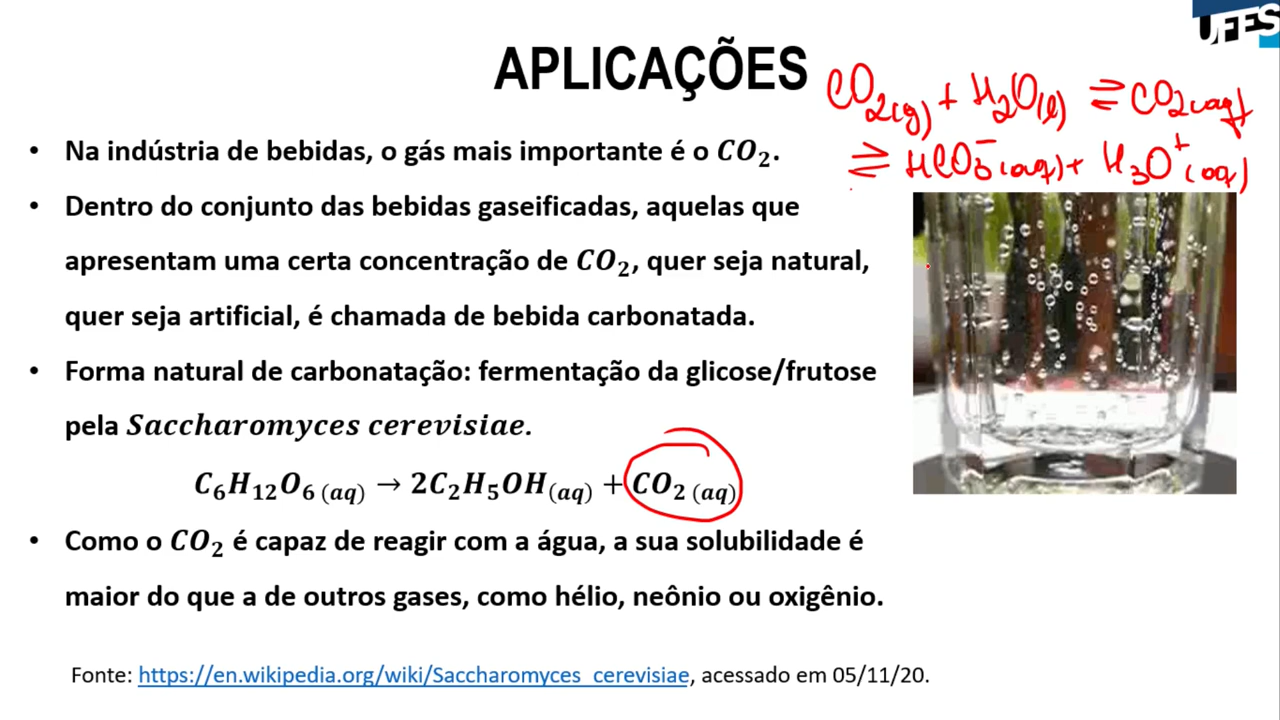 UFES
APLICAÇÕES
CO₂(g) + H₂O(l) ⇌ CO₂(aq)
⇌ HCO₃⁻(aq) + H₃O⁺(aq)
• Na indústria de bebidas, o gás mais importante é o CO₂.
• Dentro do conjunto das bebidas gaseificadas, aquelas que
apresentam uma certa concentração de CO₂, quer seja natural,
quer seja artificial, é chamada de bebida carbonatada.
• Forma natural de carbonatação: fermentação da glicose/frutose
pela Saccharomyces cerevisiae.
C₆H₁₂O₆ (aq) → 2C₂H₅OH(aq) + CO₂ (aq)
• Como o CO₂ é capaz de reagir com a água, a sua solubilidade é
maior do que a de outros gases, como hélio, neônio ou oxigênio.
Fonte: https://en.wikipedia.org/wiki/Saccharomyces_cerevisiae, acessado em 05/11/20.